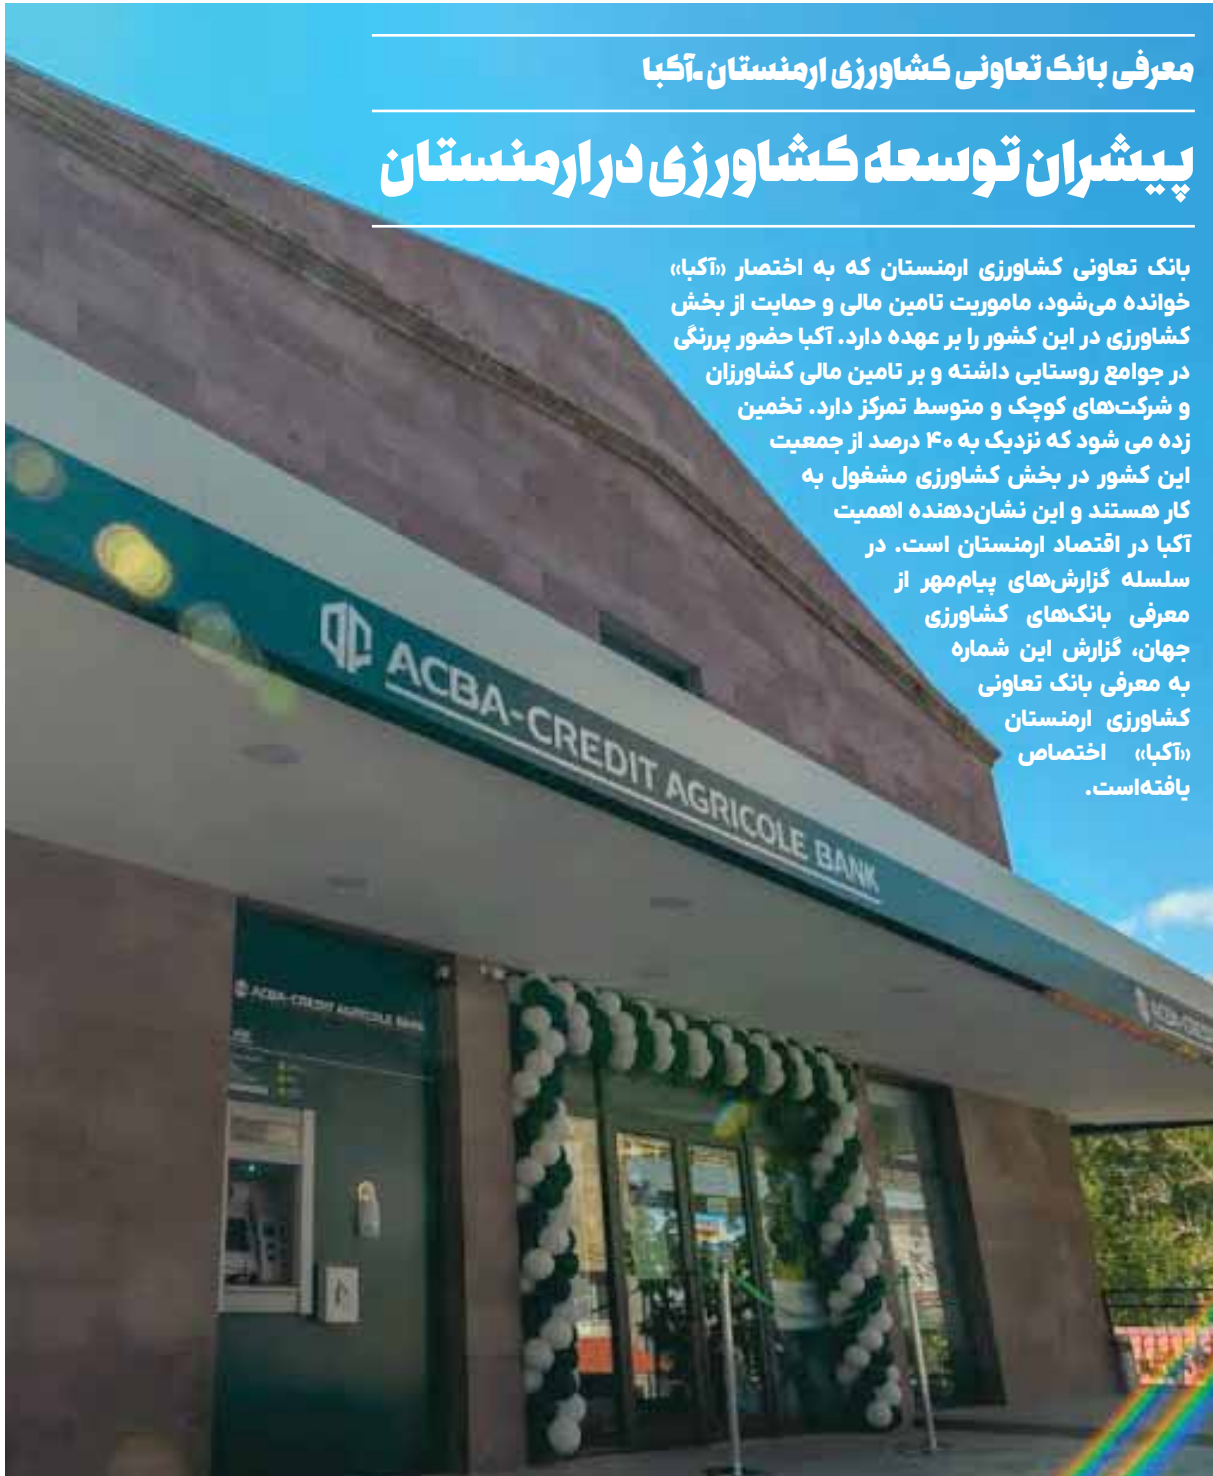 معرفی بانک تعاونی کشاورزی ارمنستان-آکبا
پیشران توسعه کشاورزی در ارمنستان
بانک تعاونی کشاورزی ارمنستان که به اختصار «آکبا»
خوانده می‌شود، ماموریت تامین مالی و حمایت از بخش
کشاورزی در این کشور را بر عهده دارد. آکبا حضور پررنگی
در جوامع روستایی داشته و بر تامین مالی کشاورزان
و شرکت‌های کوچک و متوسط تمرکز دارد. تخمین
زده می شود که نزدیک به ۴۰ درصد از جمعیت
این کشور در بخش کشاورزی مشغول به
کار هستند و این نشان‌دهنده اهمیت
آکبا در اقتصاد ارمنستان است. در
سلسله گزارش‌های پیام‌مهر از
معرفی بانک‌های کشاورزی
جهان، گزارش این شماره
به معرفی بانک تعاونی
کشاورزی ارمنستان
«آکبا» اختصاص
یافته‌است.
ACBA-CREDIT AGRICOLE BANK
ACBA-CREDIT AGRICOLE BANK
ACBA-CREDIT